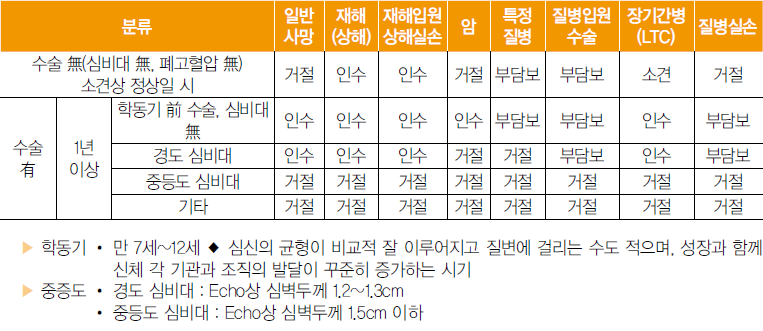 분류 일반사망 재해(상해) 재해입원상해실손 암 특정질병 질병입원수술 장기간병(LTC) 질병실손
수술 無(심비대 無, 폐고혈압 無) 소견상 정상일 시 거절 인수 인수 거절 부담보 부담보 소견 거절
수술 有 1년 이상 학동기 前 수술, 심비대 無 인수 인수 인수 인수 부담보 부담보 인수 부담보
경도 심비대 인수 인수 인수 거절 거절 부담보 인수 부담보
중등도 심비대 거절 거절 거절 거절 거절 거절 거절 거절
기타 거절 거절 거절 거절 거절 거절 거절 거절
▶ 학동기 • 만 7세~12세 ◆ 심신의 균형이 비교적 잘 이루어지고 질변에 걸리는 수도 적으며, 성장과 함께
신체 각 기관과 조직의 발달이 꾸준히 증가하는 시기
▶ 중증도 • 경도 심비대 : Echo상 심벽두께 1.2~1.3cm
• 중등도 심비대 : Echo상 심벽두께 1.5cm 이하